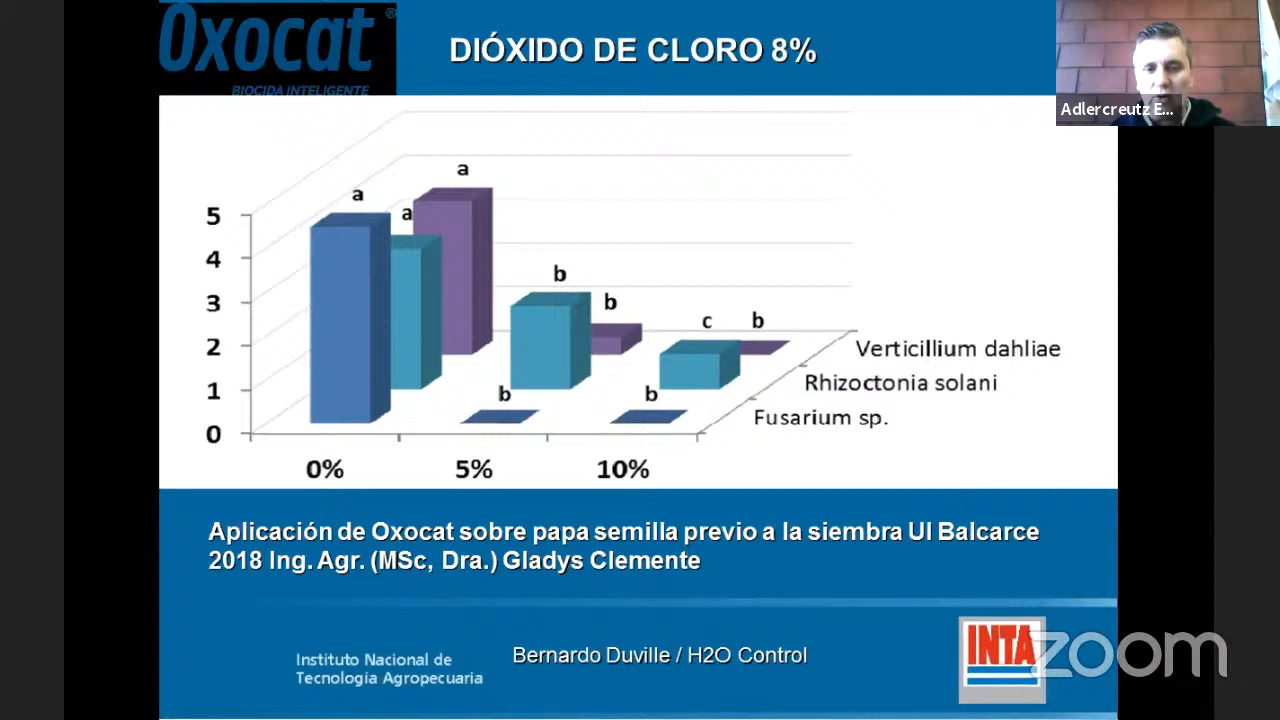 Oxocat®
BIOCIDA INTELIGENTE
DIÓXIDO DE CLORO 8%
Adlercreutz E...
a
a
a
b
b
c
b
b
b
5
4
3
2
1
0
0%
5%
10%
Verticillium dahliae
Rhizoctonia solani
Fusarium sp.
Aplicación de Oxocat sobre papa semilla previo a la siembra UI Balcarce
2018 Ing. Agr. (MSc, Dra.) Gladys Clemente
Instituto Nacional de
Tecnología Agropecuaria
Bernardo Duville / H2O Control
INTA
zoom